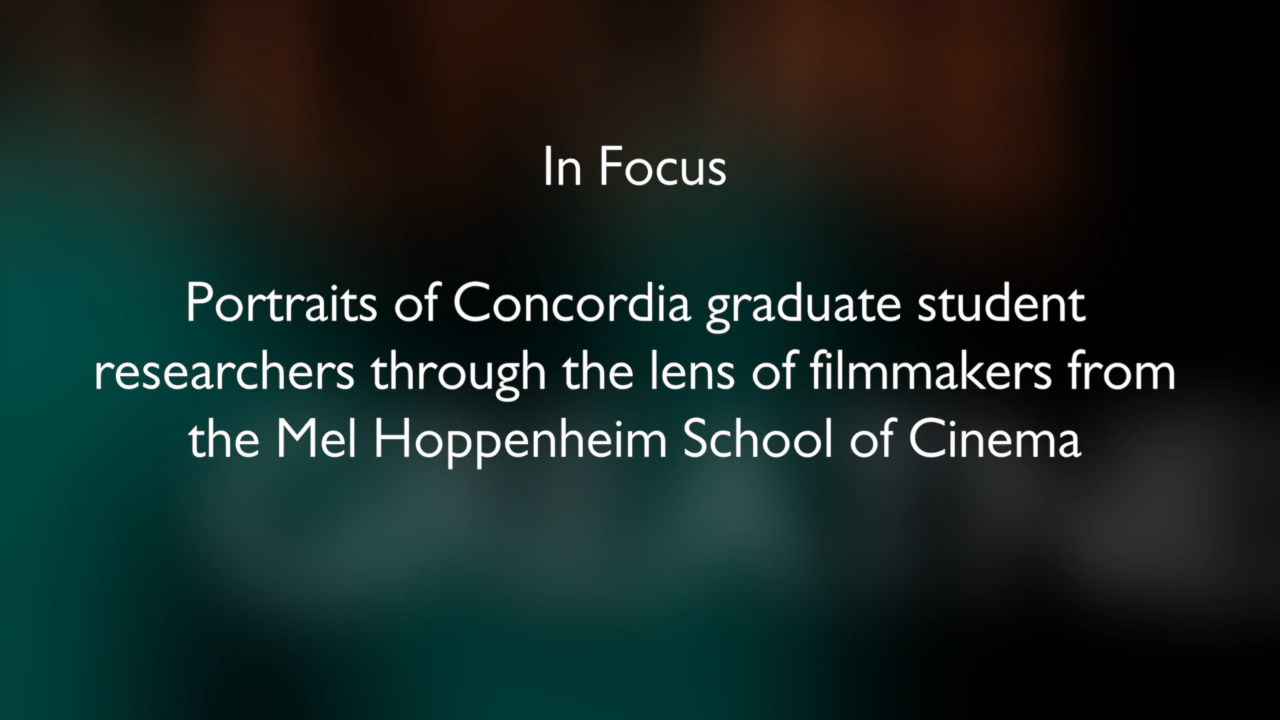 In Focus
Portraits of Concordia graduate student
researchers through the lens of filmmakers from
the Mel Hoppenheim School of Cinema